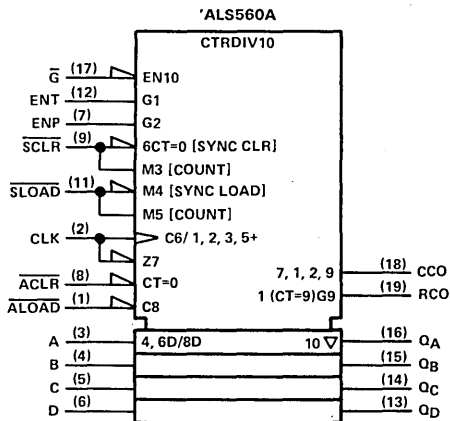 'ALS560A
CTRDIV10
G̅ (17) EN10
ENT (12) G1
ENP (7) G2
S̅C̅L̅R̅ (9) 6CT=0 [SYNC CLR]
M3 [COUNT]
S̅L̅O̅A̅D̅ (11) M4 [SYNC LOAD]
M5 [COUNT]
CLK (2) C6/ 1, 2, 3, 5+
Z7
A̅C̅L̅R̅ (8) CT=0 7, 1, 2, 9 (18) CCO
A̅L̅O̅A̅D̅ (1) C8 1 (CT=9)G9 (19) RCO
A (3) 4, 6D/8D 10 ▽ (16) QA
B (4) (15) QB
C (5) (14) QC
D (6) (13) QD